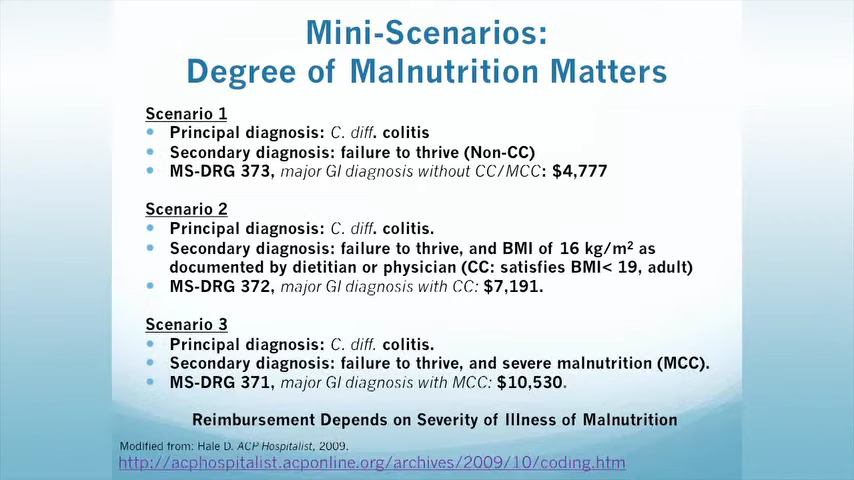 Mini-Scenarios:
Degree of Malnutrition Matters
Scenario 1
• Principal diagnosis: C. diff. colitis
• Secondary diagnosis: failure to thrive (Non-CC)
• MS-DRG 373, major GI diagnosis without CC/MCC: $4,777
Scenario 2
• Principal diagnosis: C. diff. colitis.
• Secondary diagnosis: failure to thrive, and BMI of 16 kg/m² as
documented by dietitian or physician (CC: satisfies BMI< 19, adult)
• MS-DRG 372, major GI diagnosis with CC: $7,191.
Scenario 3
• Principal diagnosis: C. diff. colitis.
• Secondary diagnosis: failure to thrive, and severe malnutrition (MCC).
• MS-DRG 371, major GI diagnosis with MCC: $10,530.
Reimbursement Depends on Severity of Illness of Malnutrition
Modified from: Hale D. ACP Hospitalist, 2009.
http://acphospitalist.acponline.org/archives/2009/10/coding.htm